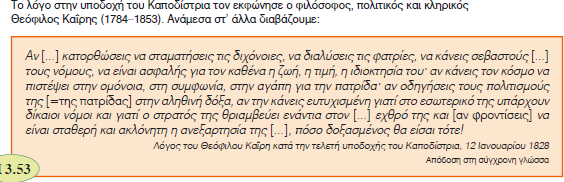 Το λόγο στην υποδοχή του Καποδίστρια τον εκφώνησε ο φιλόσοφος, πολιτικός και κληρικός
Θεόφιλος Καΐρης (1784–1853). Ανάμεσα στ' άλλα διαβάζουμε:
Αν [...] κατορθώσεις να σταματήσεις τις διχόνοιες, να διαλύσεις τις φατρίες, να κάνεις σεβαστούς [...]
τους νόμους, να είναι ασφαλής για τον καθένα η ζωή, η τιμή, η ιδιοκτησία του· αν κάνεις τον κόσμο να
πιστέψει στην ομόνοια, στη συμφωνία, στην αγάπη για την πατρίδα· αν οδηγήσεις τους πολιτισμούς
της [=της πατρίδας] στην αληθινή δόξα, αν την κάνεις ευτυχισμένη γιατί στο εσωτερικό της υπάρχουν
δίκαιοι νόμοι και γιατί ο στρατός της θριαμβεύει ενάντια στον [...] εχθρό της και [αν φροντίσεις] να
είναι σταθερή και ακλόνητη η ανεξαρτησία της [...], πόσο δοξασμένος θα είσαι τότε!
Λόγος του Θεόφιλου Καΐρη κατά την τελετή υποδοχής του Καποδίστρια, 12 Ιανουαρίου 1828
Απόδοση στη σύγχρονη γλώσσα
13.53